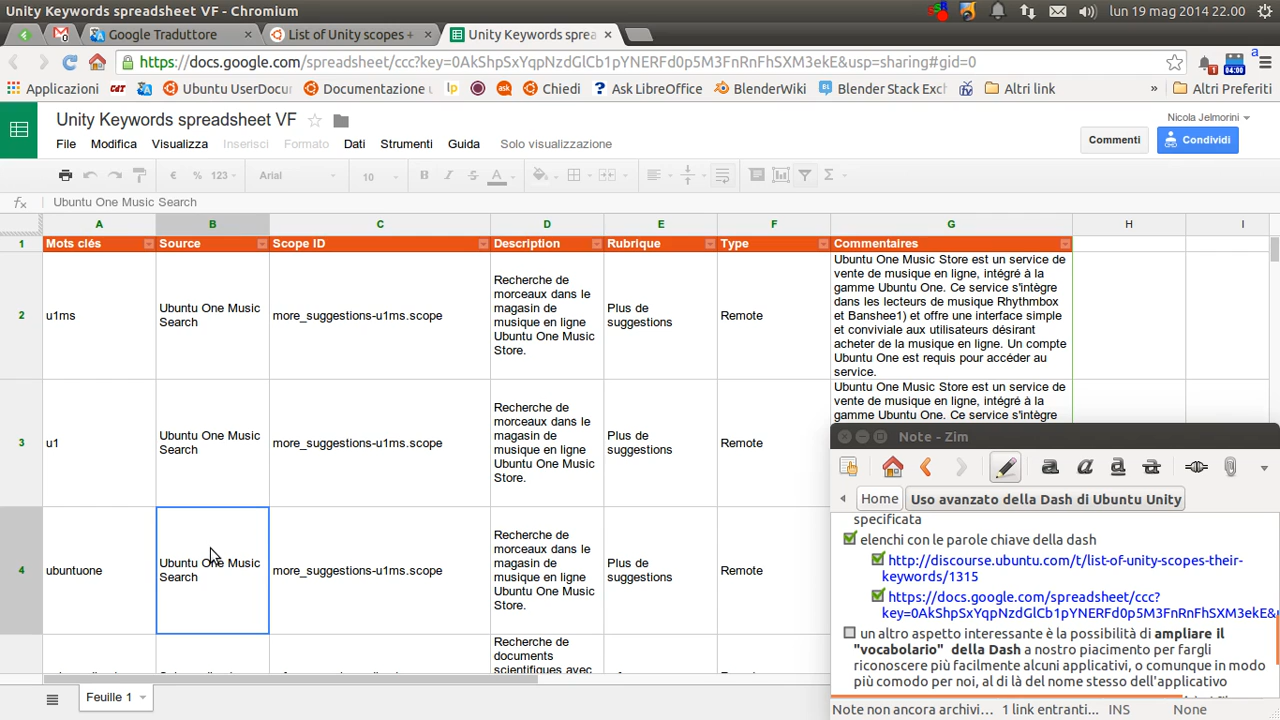 Unity Keywords spreadsheet VF - Chromium
lun 19 mag 2014 22.00
Google Traduttore
List of Unity scopes +
Unity Keywords sprea
https://docs.google.com/spreadsheet/ccc?key=0AkShpSxYqpNzdGlCb1pYNERFd0p5M3FnRnFhSXM3ekE&usp=sharing#gid=0
04:00
Applicazioni
CAT
Ubuntu UserDocu
Documentazione u
lp
ask
Chiedi
Ask LibreOffice
BlenderWiki
Blender Stack Exc
Altri link
»
Altri Preferiti
Unity Keywords spreadsheet VF
Nicola Jelmorini
File
Modifica
Visualizza
Inserisci
Formato
Dati
Strumenti
Guida
Solo visualizzazione
Commenti
Condividi
€
%
123
Arial
10
B
I
S
A
Σ
fx
Ubuntu One Music Search
A
B
C
D
E
F
G
H
I
1
Mots clés
Source
Scope ID
Description
Rubrique
Type
Commentaires
2
u1ms
Ubuntu One Music
Search
more_suggestions-u1ms.scope
Recherche de
morceaux dans le
magasin de
musique en ligne
Ubuntu One Music
Store.
Plus de
suggestions
Remote
Ubuntu One Music Store est un service de
vente de musique en ligne, intégré à la
gamme Ubuntu One. Ce service s'intègre
dans les lecteurs de musique Rhythmbox
et Banshee1) et offre une interface simple
et conviviale aux utilisateurs désirant
acheter de la musique en ligne. Un compte
Ubuntu One est requis pour accéder au
service.
3
u1
Ubuntu One Music
Search
more_suggestions-u1ms.scope
Recherche de
morceaux dans le
magasin de
musique en ligne
Ubuntu One Music
Store.
Plus de
suggestions
Remote
Ubuntu One Music Store est un service de
vente de musique en ligne, intégré à la
gamme Ubuntu One. Ce service s'intègre
4
ubuntuone
Ubuntu One Music
Search
more_suggestions-u1ms.scope
Recherche de
morceaux dans le
magasin de
musique en ligne
Ubuntu One Music
Store.
Plus de
suggestions
Remote
Recherche de
documents
scientifiques avec
Feuille 1
Note - Zim
Home
Uso avanzato della Dash di Ubuntu Unity
specificata
elenchi con le parole chiave della dash
http://discourse.ubuntu.com/t/list-of-unity-scopes-their-
keywords/1315
https://docs.google.com/spreadsheet/ccc?
key=0AkShpSxYqpNzdGlCb1pYNERFd0p5M3FnRnFhSXM3ekE&
un altro aspetto interessante è la possibilità di ampliare il
"vocabolario" della Dash a nostro piacimento per fargli
riconoscere più facilmente alcuni applicativi, o comunque in modo
più comodo per noi, al di là del nome stesso dell'applicativo
Note non ancora archivi...
1 link entranti...
INS
None